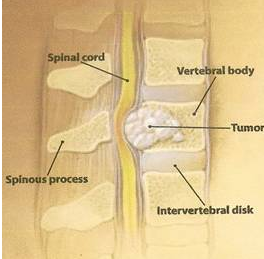 Spinal cord
Vertebral body
Tumor
Spinous process
Intervertebral disk